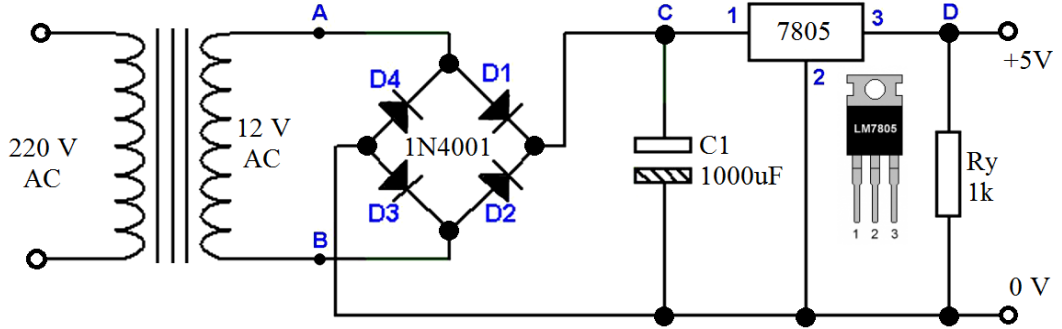 A
C
1
7805
3
D
+5V
2
D4
D1
LM7805
220 V
AC
12 V
AC
1N4001
C1
1000uF
Ry
1k
D3
D2
1 2 3
B
0 V